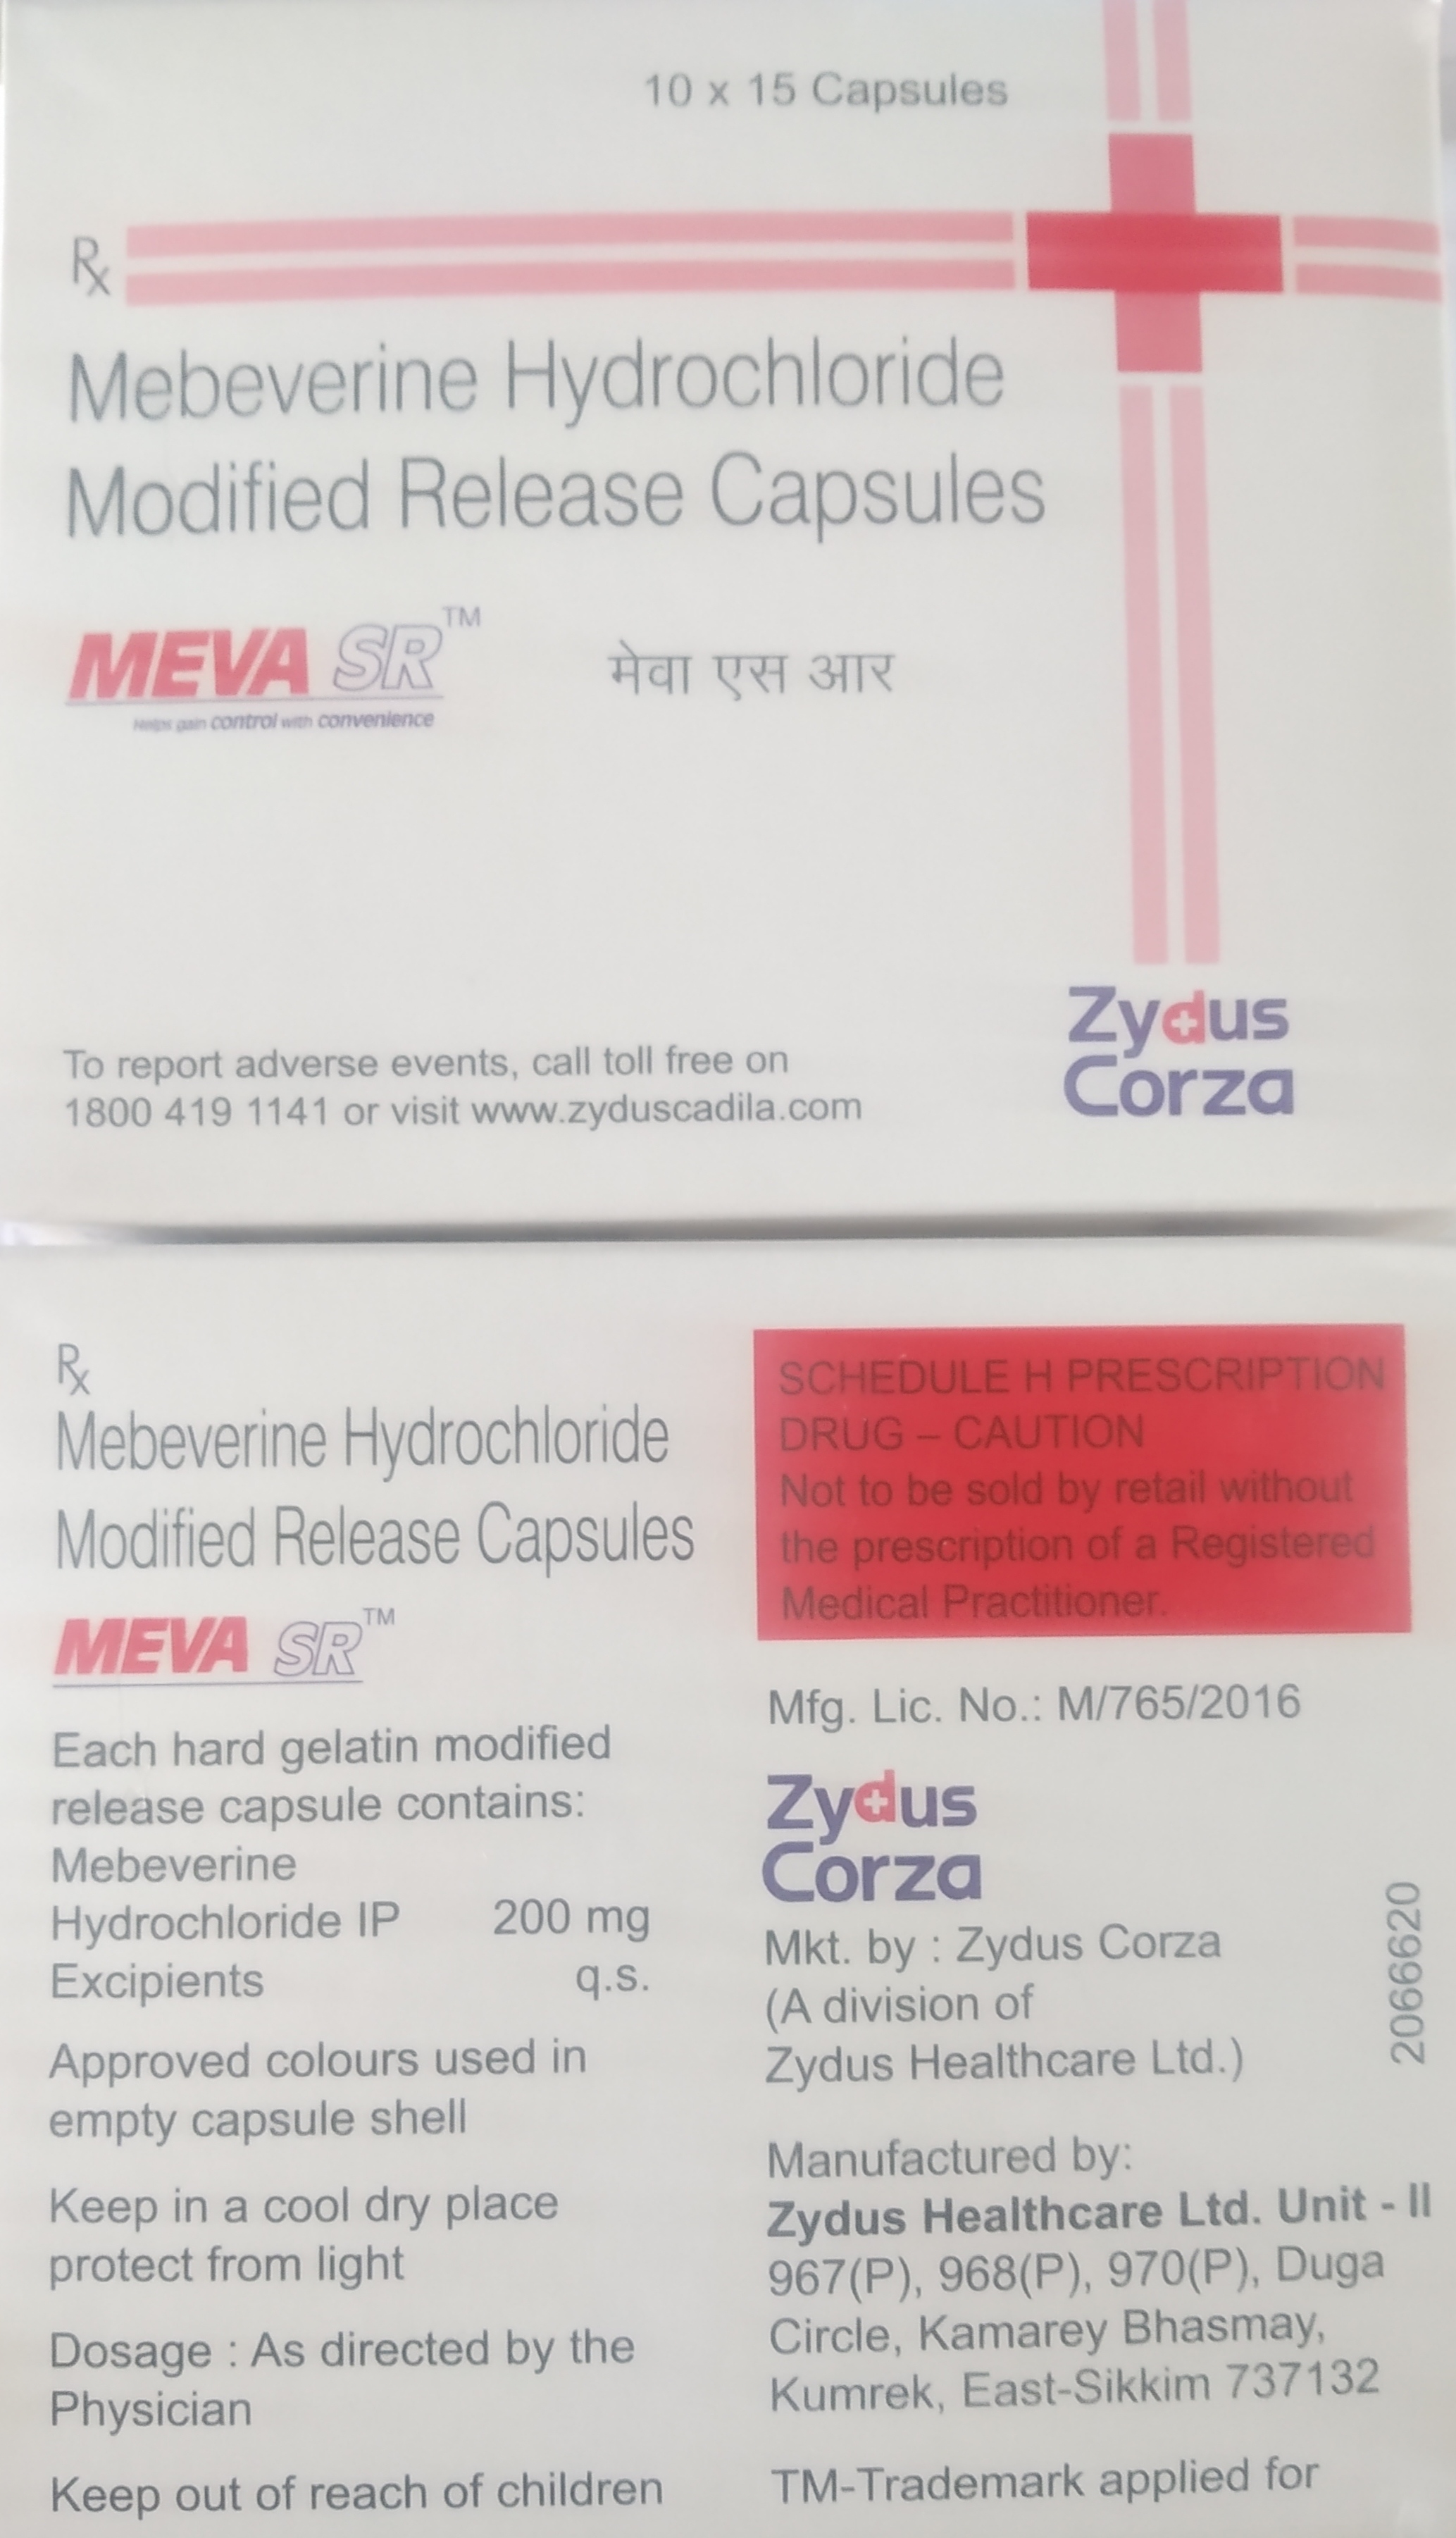 10 x 15 Capsules
Rx
Mebeverine Hydrochloride
Modified Release Capsules
MEVA SR™
मेवा एस आर
Helps gain control with convenience
To report adverse events, call toll free on
1800 419 1141 or visit www.zyduscadila.com
Zydus
Corza
Rx
Mebeverine Hydrochloride
Modified Release Capsules
MEVA SR™
Each hard gelatin modified
release capsule contains:
Mebeverine
Hydrochloride IP 200 mg
Excipients q.s.
Approved colours used in
empty capsule shell
Keep in a cool dry place
protect from light
Dosage : As directed by the
Physician
Keep out of reach of children
SCHEDULE H PRESCRIPTION
DRUG – CAUTION
Not to be sold by retail without
the prescription of a Registered
Medical Practitioner.
Mfg. Lic. No.: M/765/2016
Zydus
Corza
Mkt. by : Zydus Corza
(A division of
Zydus Healthcare Ltd.)
Manufactured by:
Zydus Healthcare Ltd. Unit - II
967(P), 968(P), 970(P), Duga
Circle, Kamarey Bhasmay,
Kumrek, East-Sikkim 737132
TM-Trademark applied for
2066620